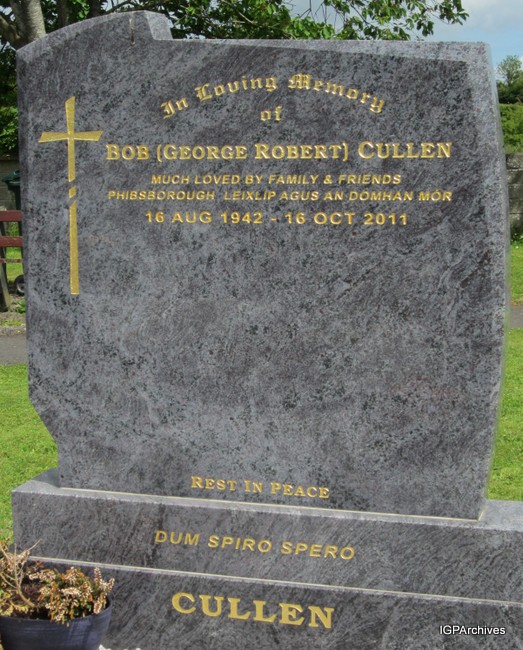 In Loving Memory
of
BOB (GEORGE ROBERT) CULLEN
MUCH LOVED BY FAMILY & FRIENDS
PHIBSBOROUGH LEIXLIP AGUS AN DOMHAN MÓR
16 AUG 1942 - 16 OCT 2011
REST IN PEACE
DUM SPIRO SPERO
CULLEN
IGPArchives